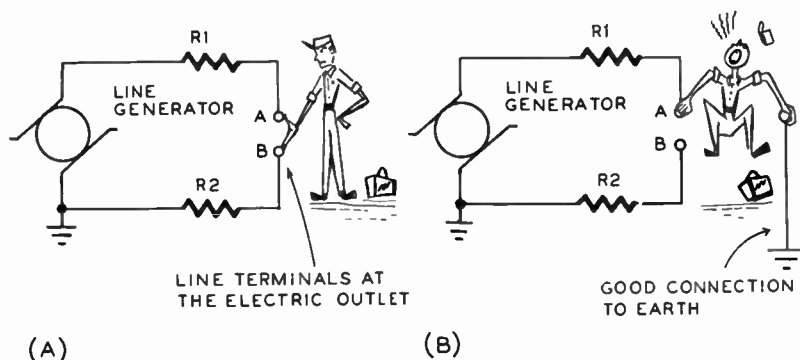 R1
LINE
GENERATOR
A
B
R2
LINE TERMINALS AT
THE ELECTRIC OUTLET
(A)
R1
LINE
GENERATOR
A
B
R2
GOOD CONNECTION
TO EARTH
(B)